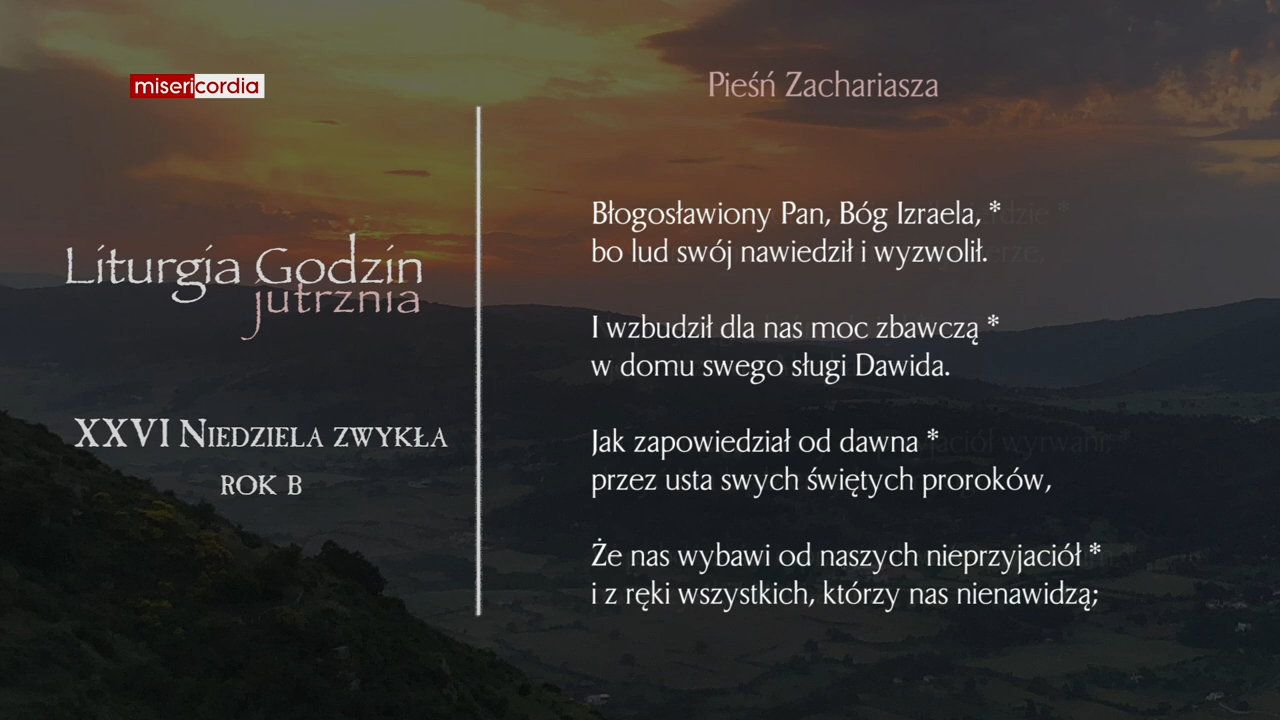 misericordia
Liturgia Godzin
jutrznia
XXVI NIEDZIELA ZWYKŁA
ROK B
Pieśń Zachariasza
Błogosławiony Pan, Bóg Izraela, *
bo lud swój nawiedził i wyzwolił.
I wzbudził dla nas moc zbawczą *
w domu swego sługi Dawida.
Jak zapowiedział od dawna *
przez usta swych świętych proroków,
Że nas wybawi od naszych nieprzyjaciół *
i z ręki wszystkich, którzy nas nienawidzą;